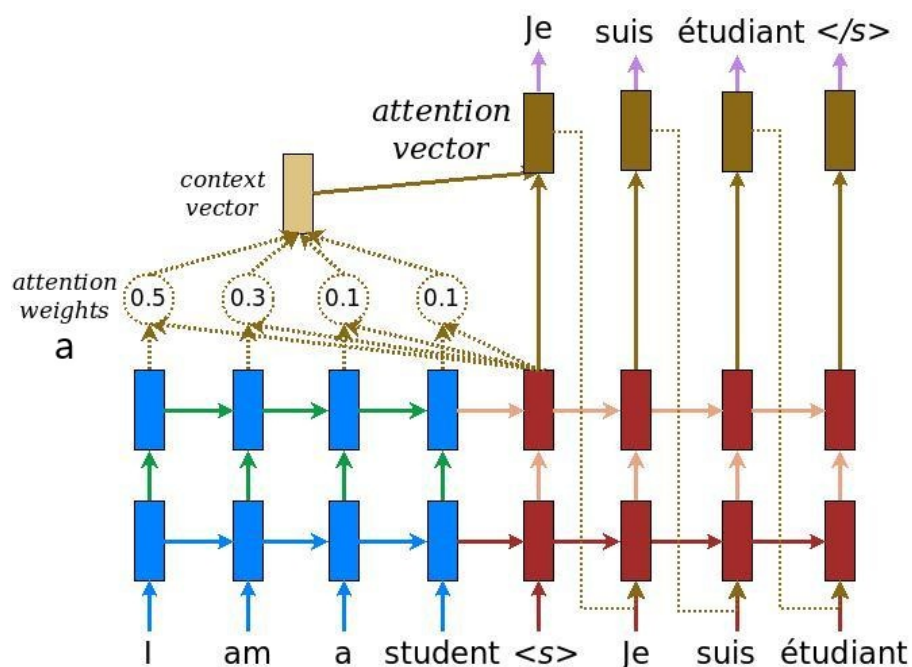 Je suis étudiant </s>
attention
vector
context
vector
attention
weights
0.5 0.3 0.1 0.1
a
I am a student <s> Je suis étudiant